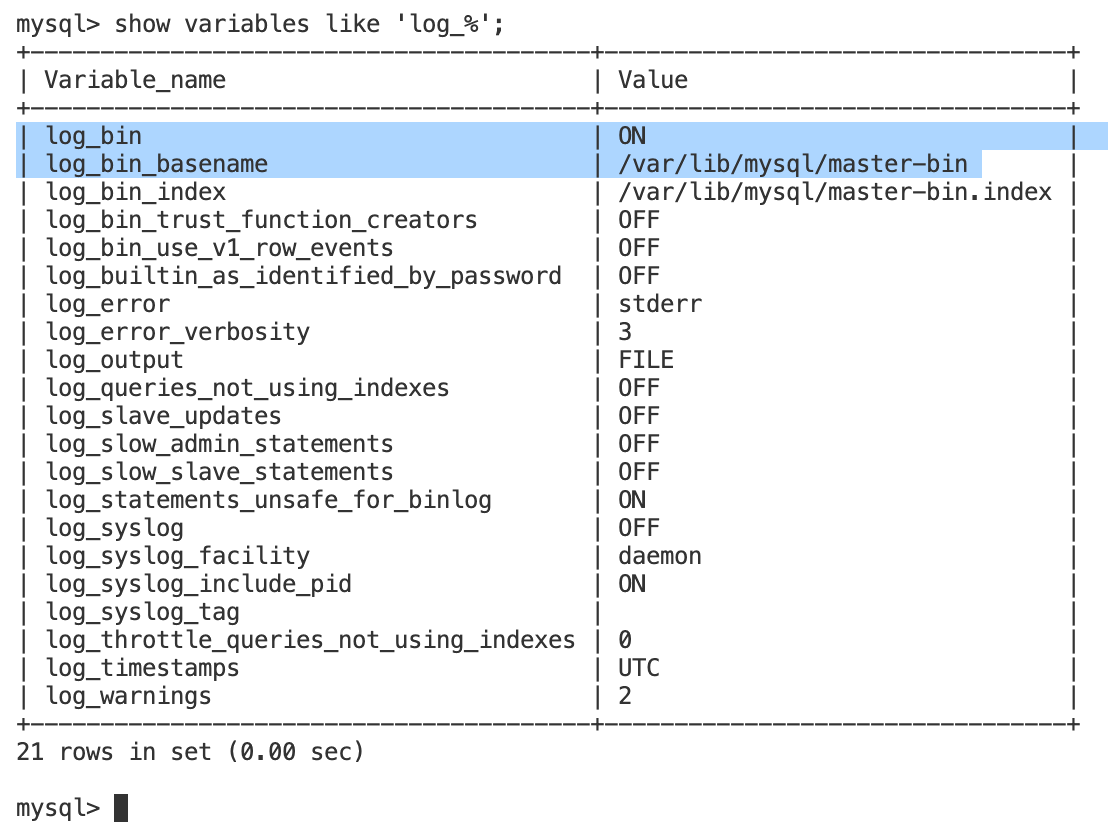 mysql> show variables like 'log_%';
+----------------------------------------+---------------------------------+
| Variable_name                          | Value                           |
+----------------------------------------+---------------------------------+
| log_bin                                | ON                              |
| log_bin_basename                       | /var/lib/mysql/master-bin       |
| log_bin_index                          | /var/lib/mysql/master-bin.index |
| log_bin_trust_function_creators        | OFF                             |
| log_bin_use_v1_row_events              | OFF                             |
| log_builtin_as_identified_by_password  | OFF                             |
| log_error                              | stderr                          |
| log_error_verbosity                    | 3                               |
| log_output                             | FILE                            |
| log_queries_not_using_indexes          | OFF                             |
| log_slave_updates                      | OFF                             |
| log_slow_admin_statements              | OFF                             |
| log_slow_slave_statements              | OFF                             |
| log_statements_unsafe_for_binlog       | ON                              |
| log_syslog                             | OFF                             |
| log_syslog_facility                    | daemon                          |
| log_syslog_include_pid                 | ON                              |
| log_syslog_tag                         |                                 |
| log_throttle_queries_not_using_indexes | 0                               |
| log_timestamps                         | UTC                             |
| log_warnings                           | 2                               |
+----------------------------------------+---------------------------------+
21 rows in set (0.00 sec)
mysql>